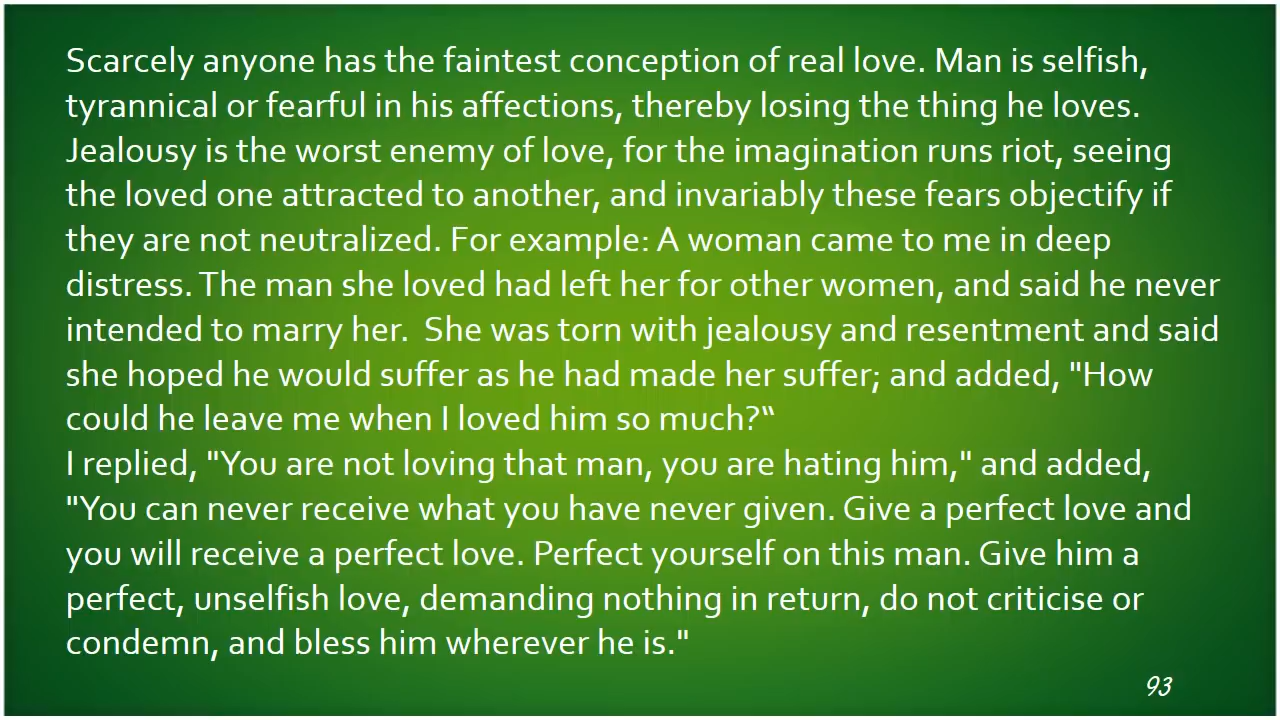 Scarcely anyone has the faintest conception of real love. Man is selfish,
tyrannical or fearful in his affections, thereby losing the thing he loves.
Jealousy is the worst enemy of love, for the imagination runs riot, seeing
the loved one attracted to another, and invariably these fears objectify if
they are not neutralized. For example: A woman came to me in deep
distress. The man she loved had left her for other women, and said he never
intended to marry her.  She was torn with jealousy and resentment and said
she hoped he would suffer as he had made her suffer; and added, "How
could he leave me when I loved him so much?“
I replied, "You are not loving that man, you are hating him," and added,
"You can never receive what you have never given. Give a perfect love and
you will receive a perfect love. Perfect yourself on this man. Give him a
perfect, unselfish love, demanding nothing in return, do not criticise or
condemn, and bless him wherever he is."
93